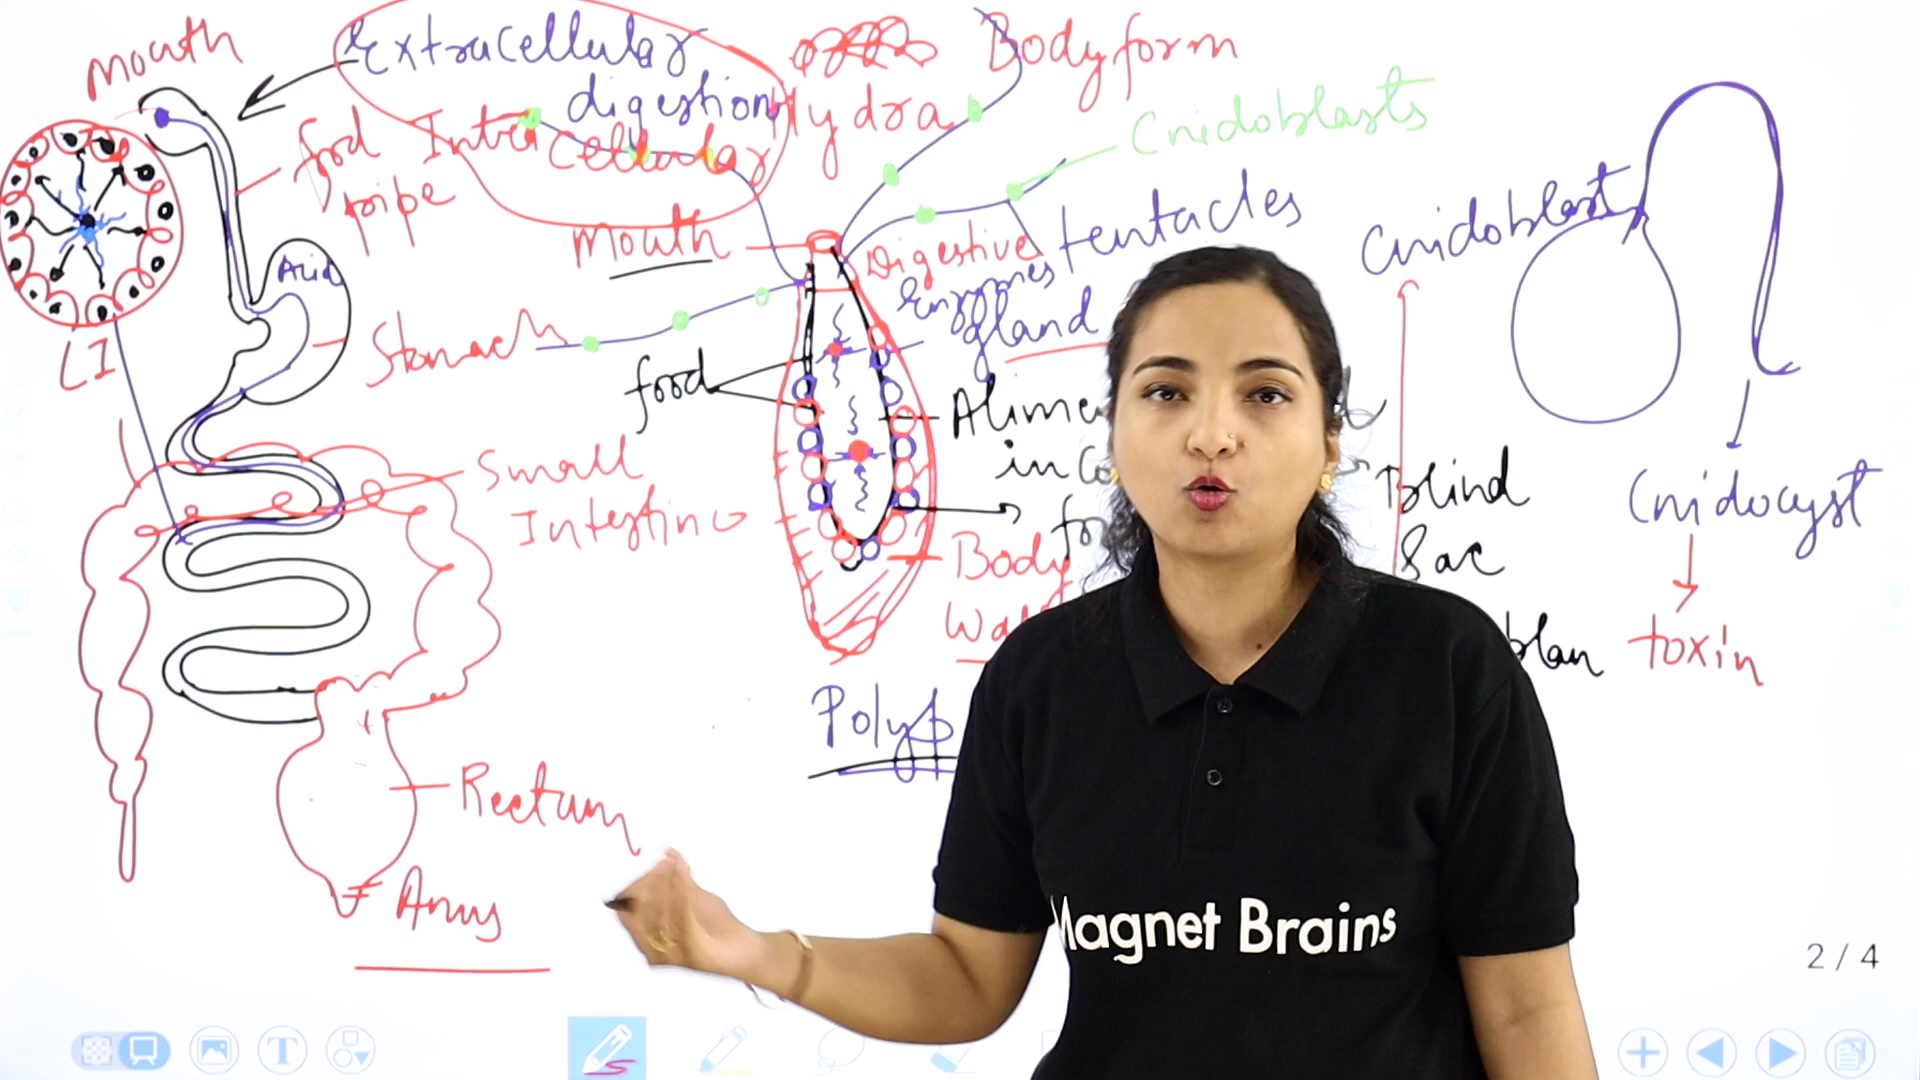 Mouth
Extracellular
digestion
Intracellular
food
pipe
Hydra
Body form
Cnidoblasts
Mouth
Digestive
Enzymes
gland
tentacles
Cnidoblast
Acid
LI
Stomach
food
Small
Intestine
Body
Blind
Sac
Cnidocyst
toxin
Polyp
Rectum
Anus
Magnet Brains
2 / 4
T